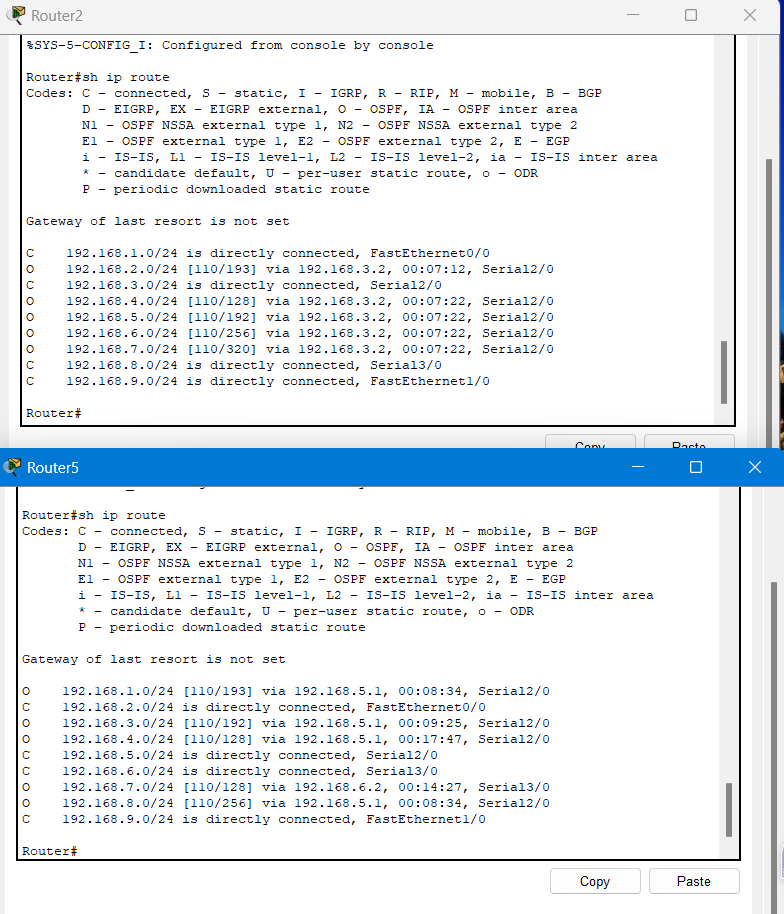 Router2
%SYS-5-CONFIG_I: Configured from console by console
Router#sh ip route
Codes: C - connected, S - static, I - IGRP, R - RIP, M - mobile, B - BGP
D - EIGRP, EX - EIGRP external, O - OSPF, IA - OSPF inter area
N1 - OSPF NSSA external type 1, N2 - OSPF NSSA external type 2
E1 - OSPF external type 1, E2 - OSPF external type 2, E - EGP
i - IS-IS, L1 - IS-IS level-1, L2 - IS-IS level-2, ia - IS-IS inter area
* - candidate default, U - per-user static route, o - ODR
P - periodic downloaded static route
Gateway of last resort is not set
C 192.168.1.0/24 is directly connected, FastEthernet0/0
O 192.168.2.0/24 [110/193] via 192.168.3.2, 00:07:12, Serial2/0
C 192.168.3.0/24 is directly connected, Serial2/0
O 192.168.4.0/24 [110/128] via 192.168.3.2, 00:07:22, Serial2/0
O 192.168.5.0/24 [110/192] via 192.168.3.2, 00:07:22, Serial2/0
O 192.168.6.0/24 [110/256] via 192.168.3.2, 00:07:22, Serial2/0
O 192.168.7.0/24 [110/320] via 192.168.3.2, 00:07:22, Serial2/0
C 192.168.8.0/24 is directly connected, Serial3/0
C 192.168.9.0/24 is directly connected, FastEthernet1/0
Router#
Copy Paste
Router5
Router#sh ip route
Codes: C - connected, S - static, I - IGRP, R - RIP, M - mobile, B - BGP
D - EIGRP, EX - EIGRP external, O - OSPF, IA - OSPF inter area
N1 - OSPF NSSA external type 1, N2 - OSPF NSSA external type 2
E1 - OSPF external type 1, E2 - OSPF external type 2, E - EGP
i - IS-IS, L1 - IS-IS level-1, L2 - IS-IS level-2, ia - IS-IS inter area
* - candidate default, U - per-user static route, o - ODR
P - periodic downloaded static route
Gateway of last resort is not set
O 192.168.1.0/24 [110/193] via 192.168.5.1, 00:08:34, Serial2/0
C 192.168.2.0/24 is directly connected, FastEthernet0/0
O 192.168.3.0/24 [110/192] via 192.168.5.1, 00:09:25, Serial2/0
O 192.168.4.0/24 [110/128] via 192.168.5.1, 00:17:47, Serial2/0
C 192.168.5.0/24 is directly connected, Serial2/0
C 192.168.6.0/24 is directly connected, Serial3/0
O 192.168.7.0/24 [110/128] via 192.168.6.2, 00:14:27, Serial3/0
O 192.168.8.0/24 [110/256] via 192.168.5.1, 00:08:34, Serial2/0
C 192.168.9.0/24 is directly connected, FastEthernet1/0
Router#
Copy Paste